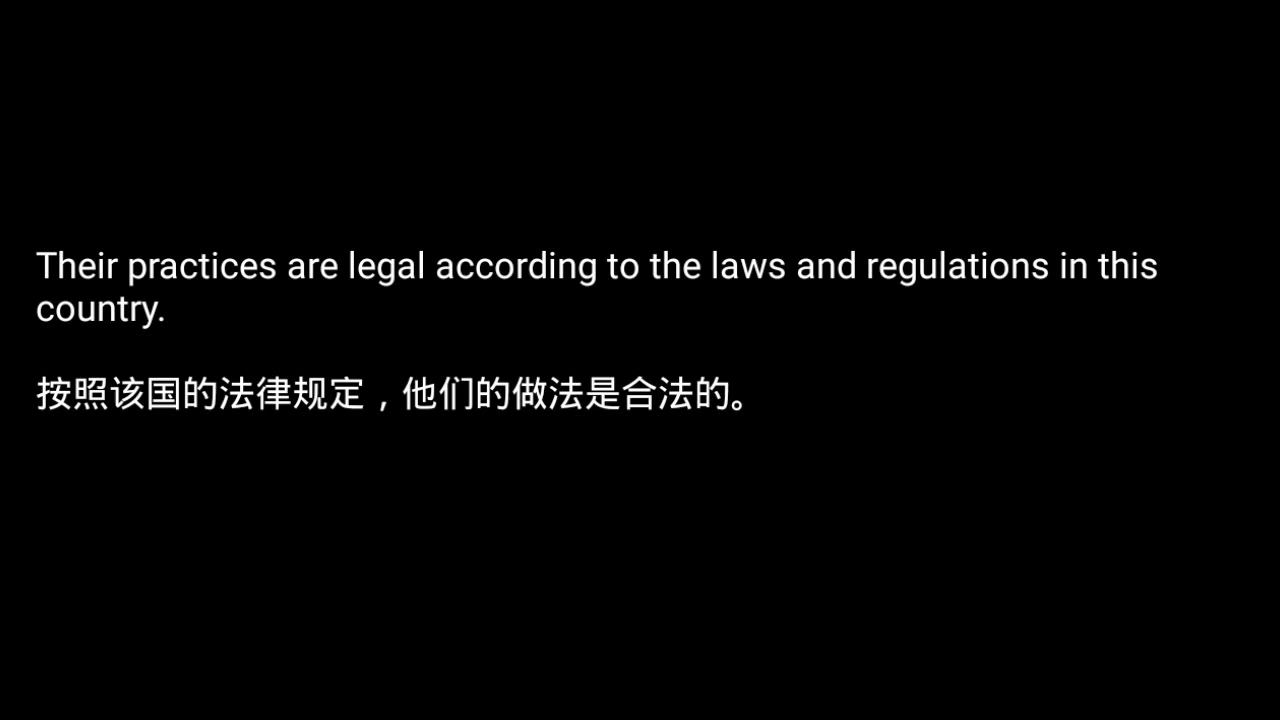 Their practices are legal according to the laws and regulations in this
country.
按照该国的法律规定，他们的做法是合法的。